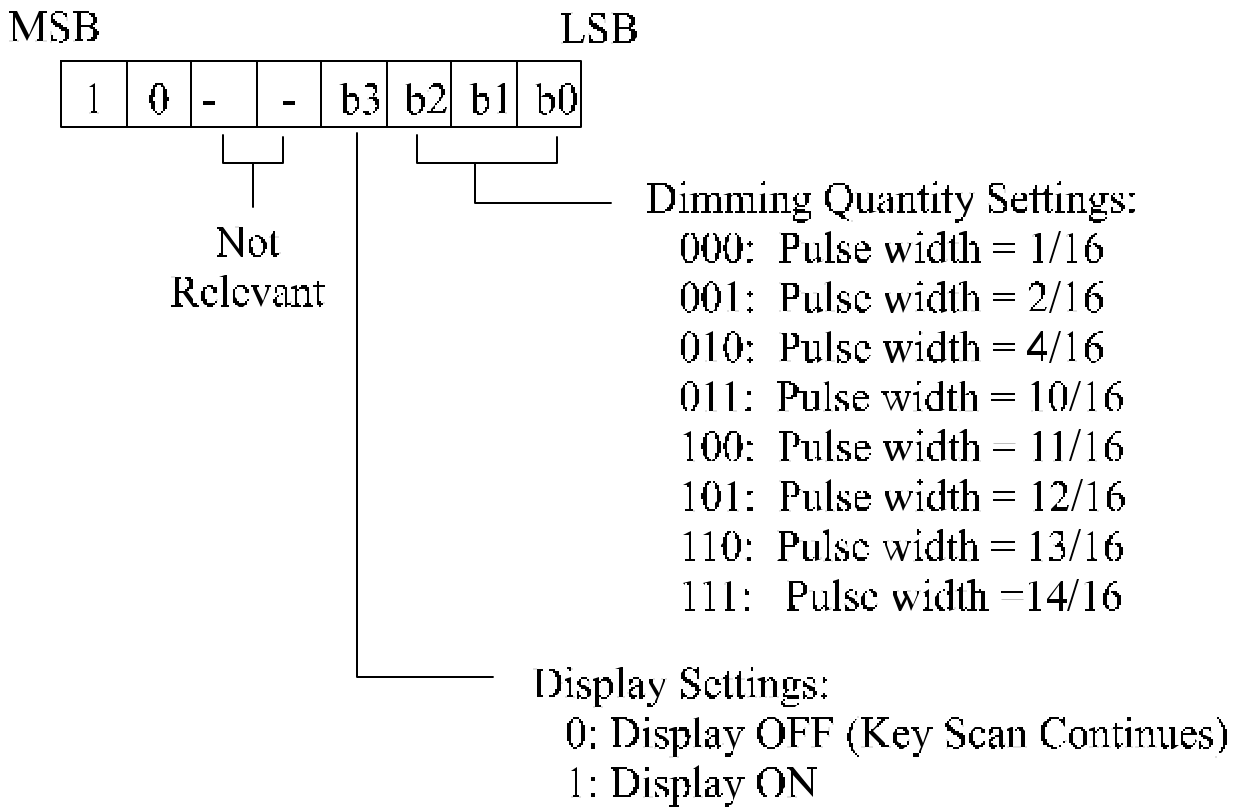 MSB LSB
1 0 - - b3 b2 b1 b0
Not
Relevant
Dimming Quantity Settings:
000: Pulse width = 1/16
001: Pulse width = 2/16
010: Pulse width = 4/16
011: Pulse width = 10/16
100: Pulse width = 11/16
101: Pulse width = 12/16
110: Pulse width = 13/16
111: Pulse width =14/16
Display Settings:
0: Display OFF (Key Scan Continues)
1: Display ON